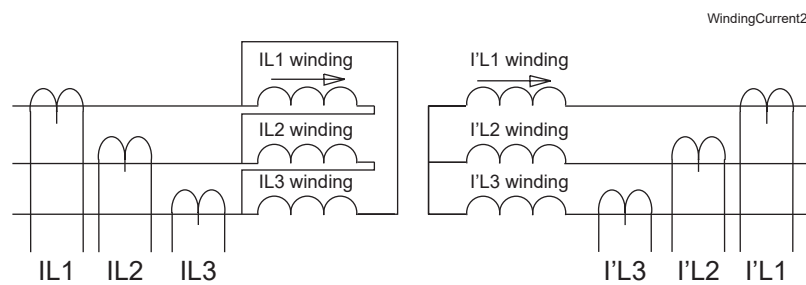 WindingCurrent2
IL1 winding
I'L1 winding
IL2 winding
I'L2 winding
IL3 winding
I'L3 winding
IL1 IL2 IL3 I'L3 I'L2 I'L1